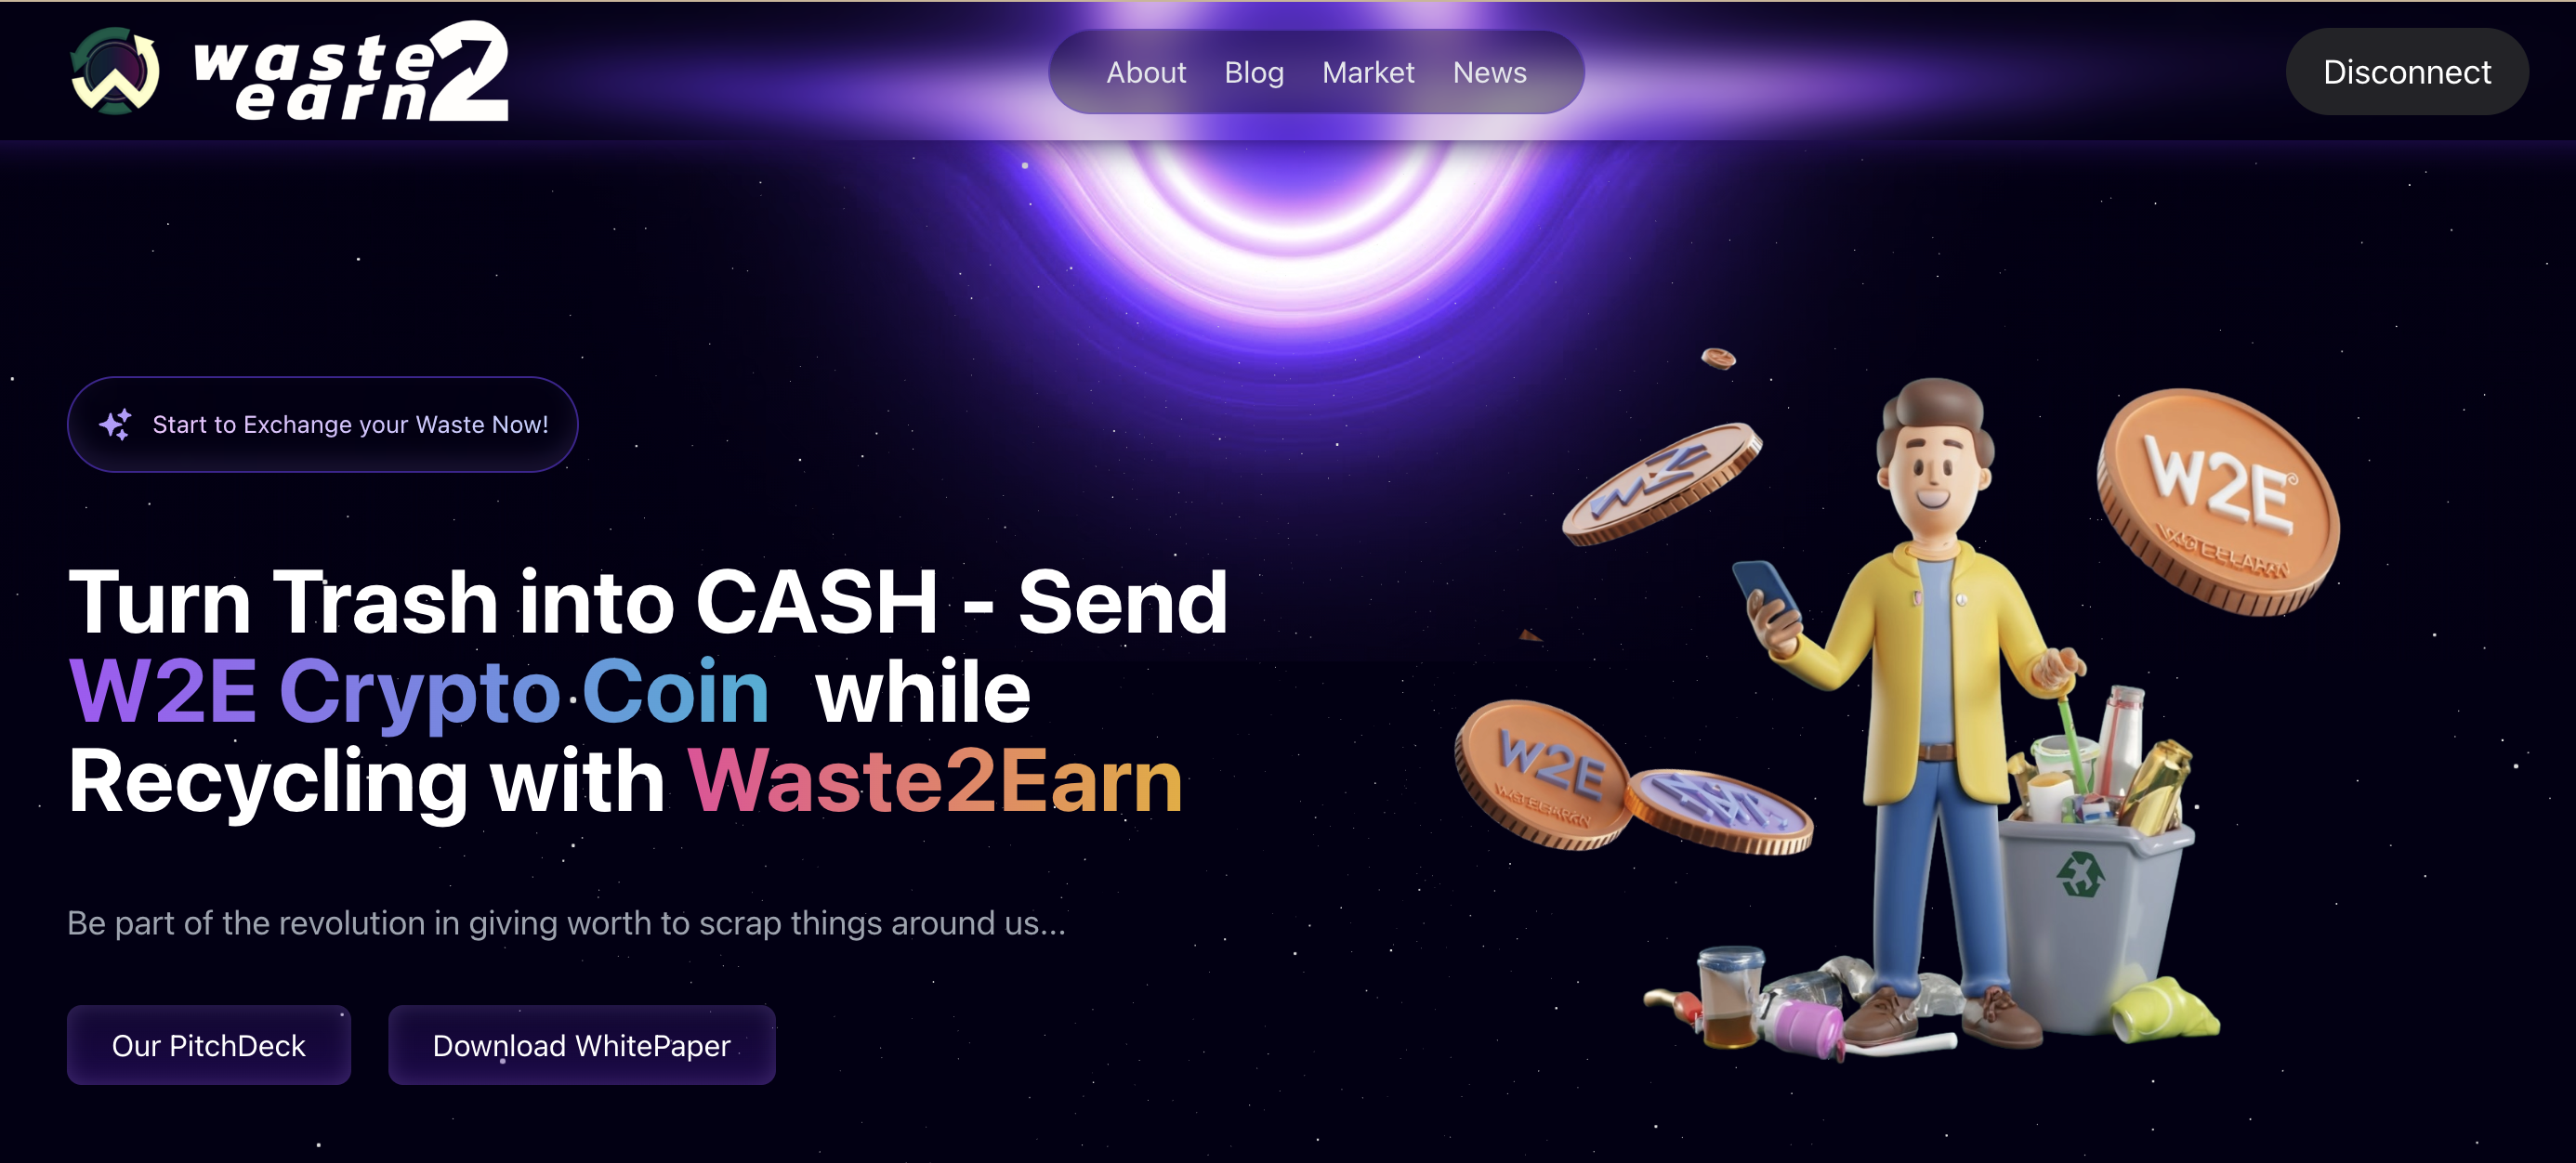 waste2
earn
About Blog Market News
Disconnect
Start to Exchange your Waste Now!
Turn Trash into CASH - Send
W2E Crypto Coin while
Recycling with Waste2Earn
Be part of the revolution in giving worth to scrap things around us...
Our PitchDeck
Download WhitePaper
W2E
W2E